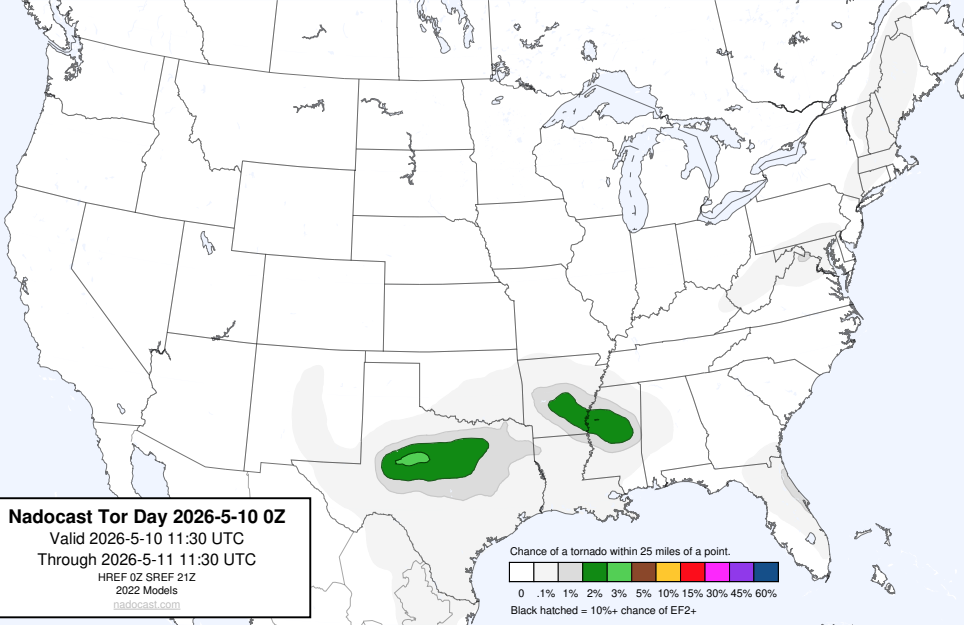 Nadocast Tor Day 2026-5-10 0Z
Valid 2026-5-10 11:30 UTC
Through 2026-5-11 11:30 UTC
HREF 0Z SREF 21Z
2022 Models
nadocast.com
Chance of a tornado within 25 miles of a point.
0 .1% 1% 2% 3% 5% 10% 15% 30% 45% 60%
Black hatched = 10%+ chance of EF2+